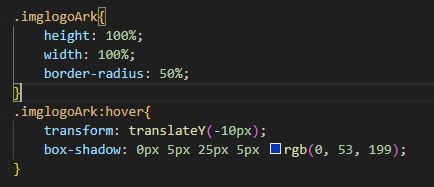 .imglogoArk{
    height: 100%;
    width: 100%;
    border-radius: 50%;
}
.imglogoArk:hover{
    transform: translateY(-10px);
    box-shadow: 0px 5px 25px 5px rgb(0, 53, 199);
}